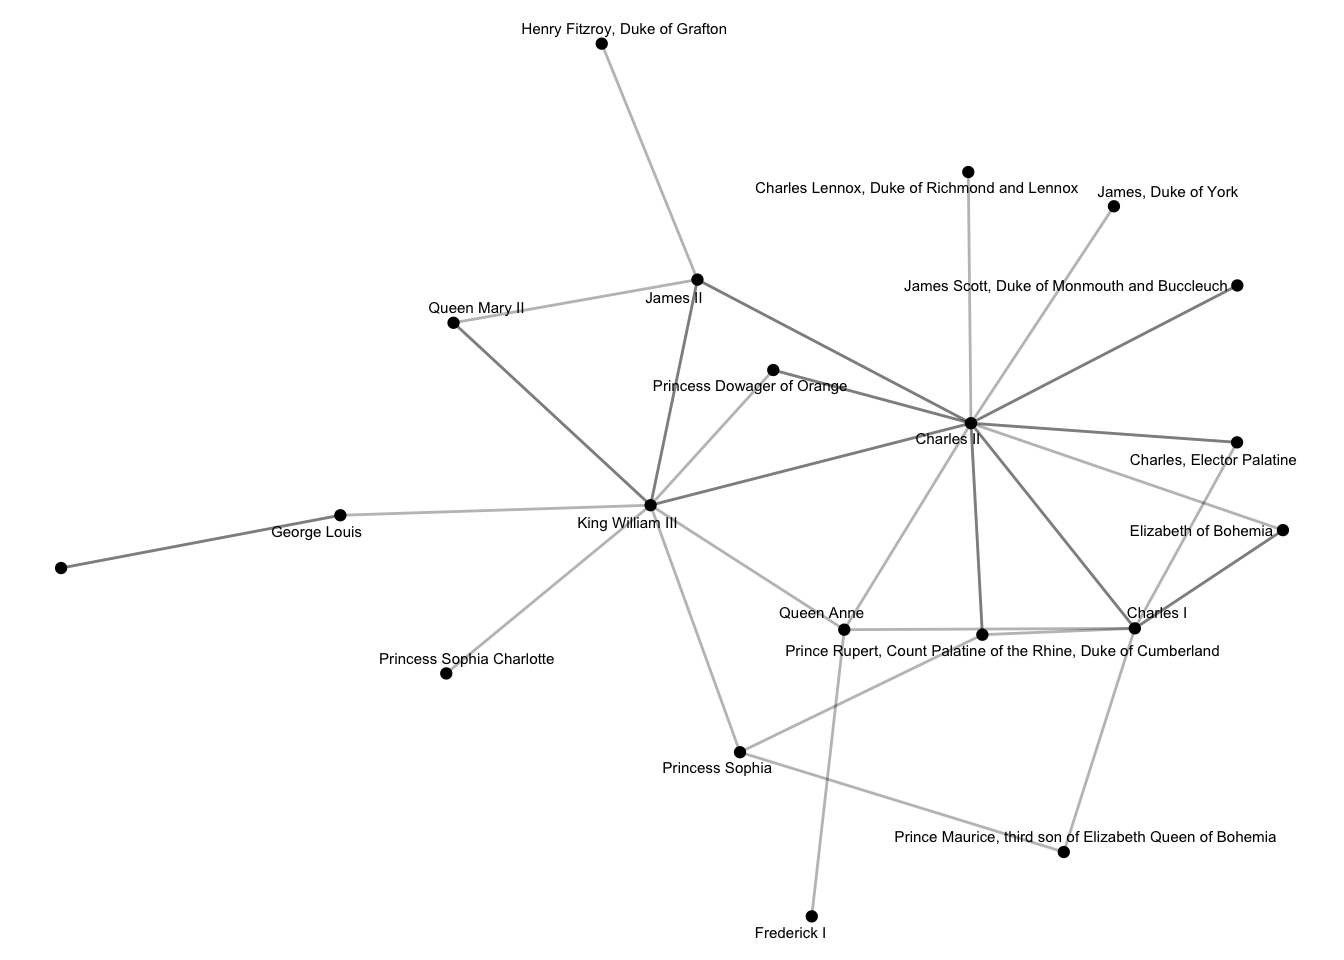 Henry Fitzroy, Duke of Grafton
Charles Lennox, Duke of Richmond and Lennox
James, Duke of York
James Scott, Duke of Monmouth and Buccleuch
James II
Queen Mary II
Princess Dowager of Orange
Charles II
Charles, Elector Palatine
King William III
George Louis
Elizabeth of Bohemia
Queen Anne
Charles I
Prince Rupert, Count Palatine of the Rhine, Duke of Cumberland
Princess Sophia Charlotte
Princess Sophia
Prince Maurice, third son of Elizabeth Queen of Bohemia
Frederick I